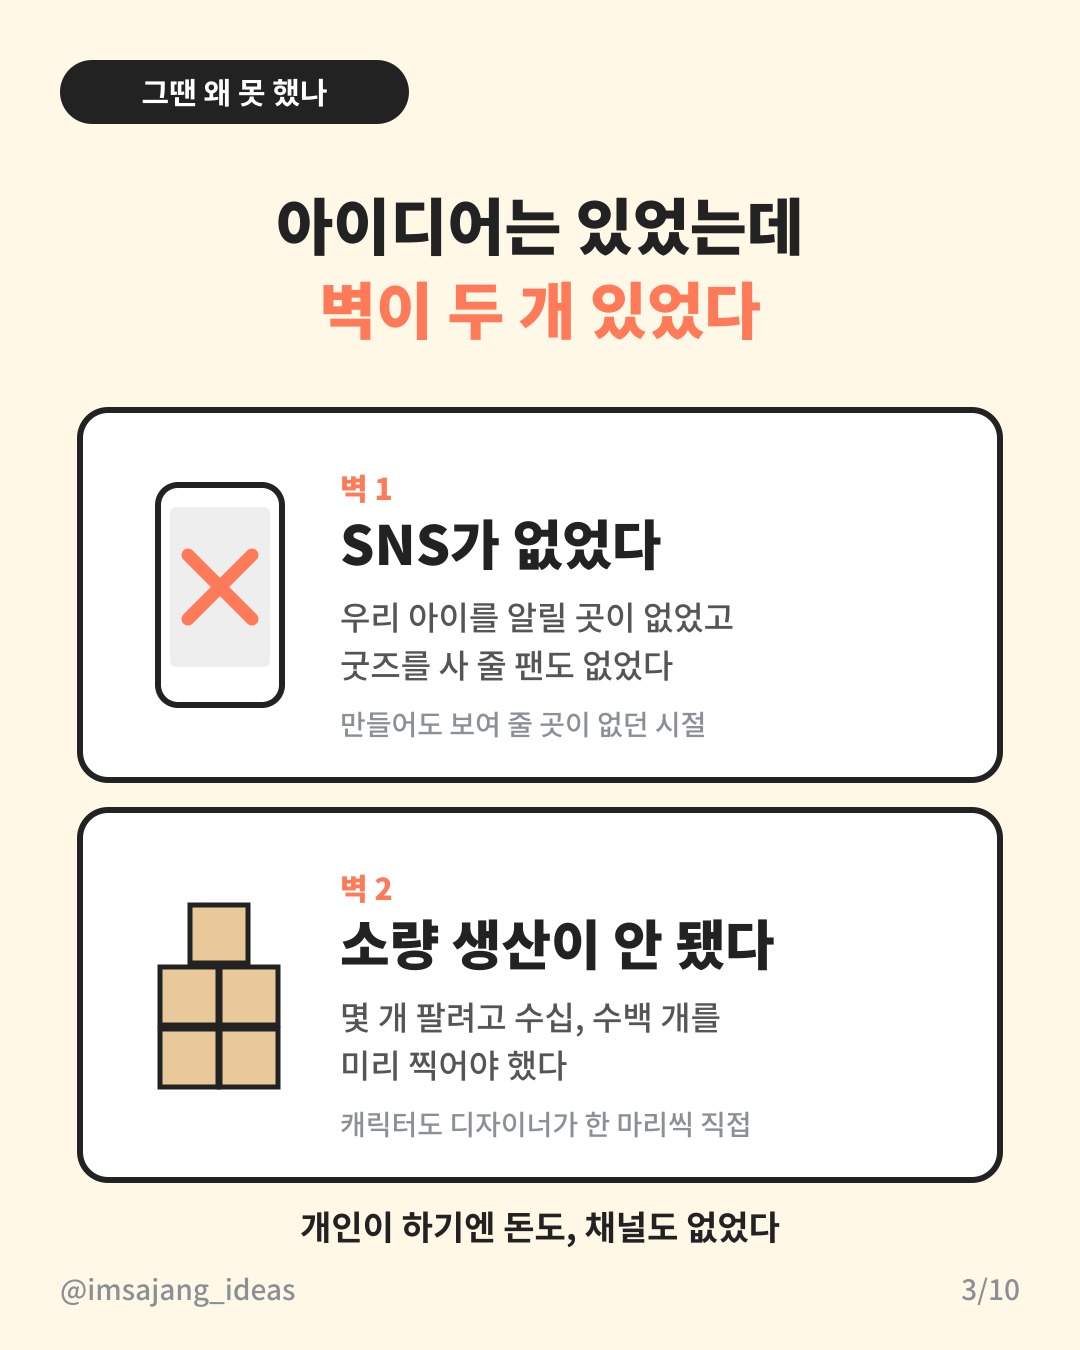 그땐 왜 못 했나
아이디어는 있었는데
벽이 두 개 있었다
벽 1
SNS가 없었다
우리 아이를 알릴 곳이 없었고
굿즈를 사 줄 팬도 없었다
만들어도 보여 줄 곳이 없던 시절
벽 2
소량 생산이 안 됐다
몇 개 팔려고 수십, 수백 개를
미리 찍어야 했다
캐릭터도 디자이너가 한 마리씩 직접
개인이 하기엔 돈도, 채널도 없었다
@imsajang_ideas
3/10